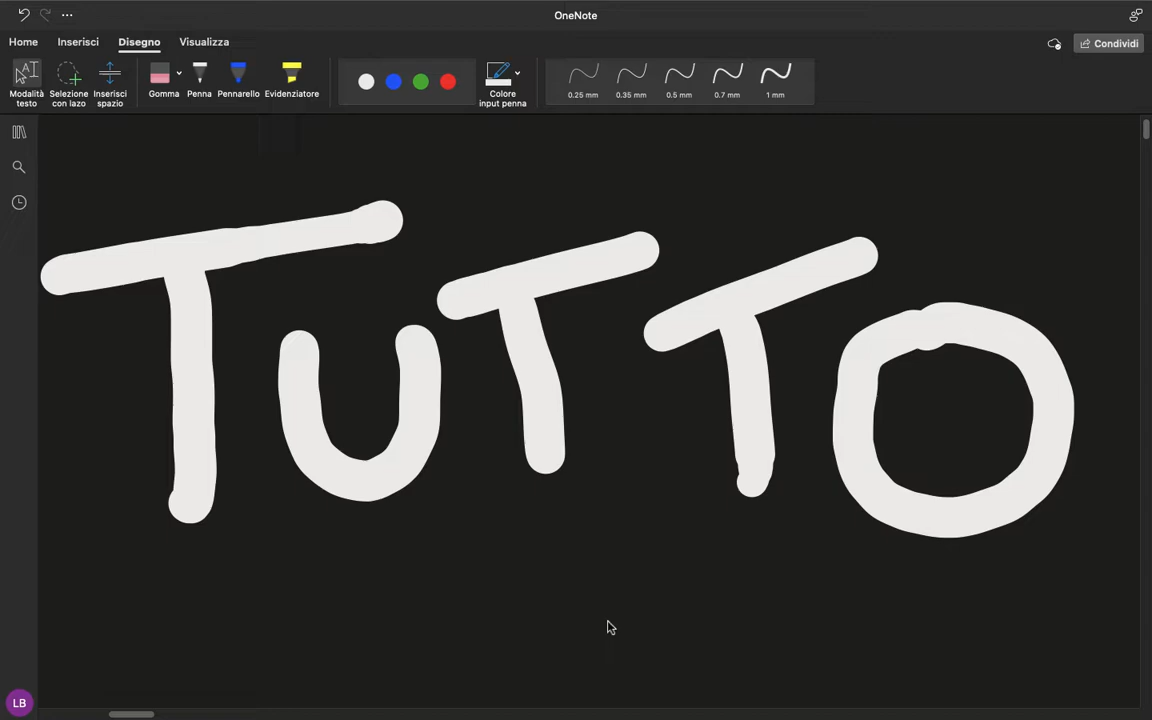 OneNote
Home Inserisci Disegno Visualizza
Condividi
Modalità testo
Selezione con lazo
Inserisci spazio
Gomma
Penna
Pennarello
Evidenziatore
Colore input penna
0.25 mm
0.35 mm
0.5 mm
0.7 mm
1 mm
TUTTO
LB